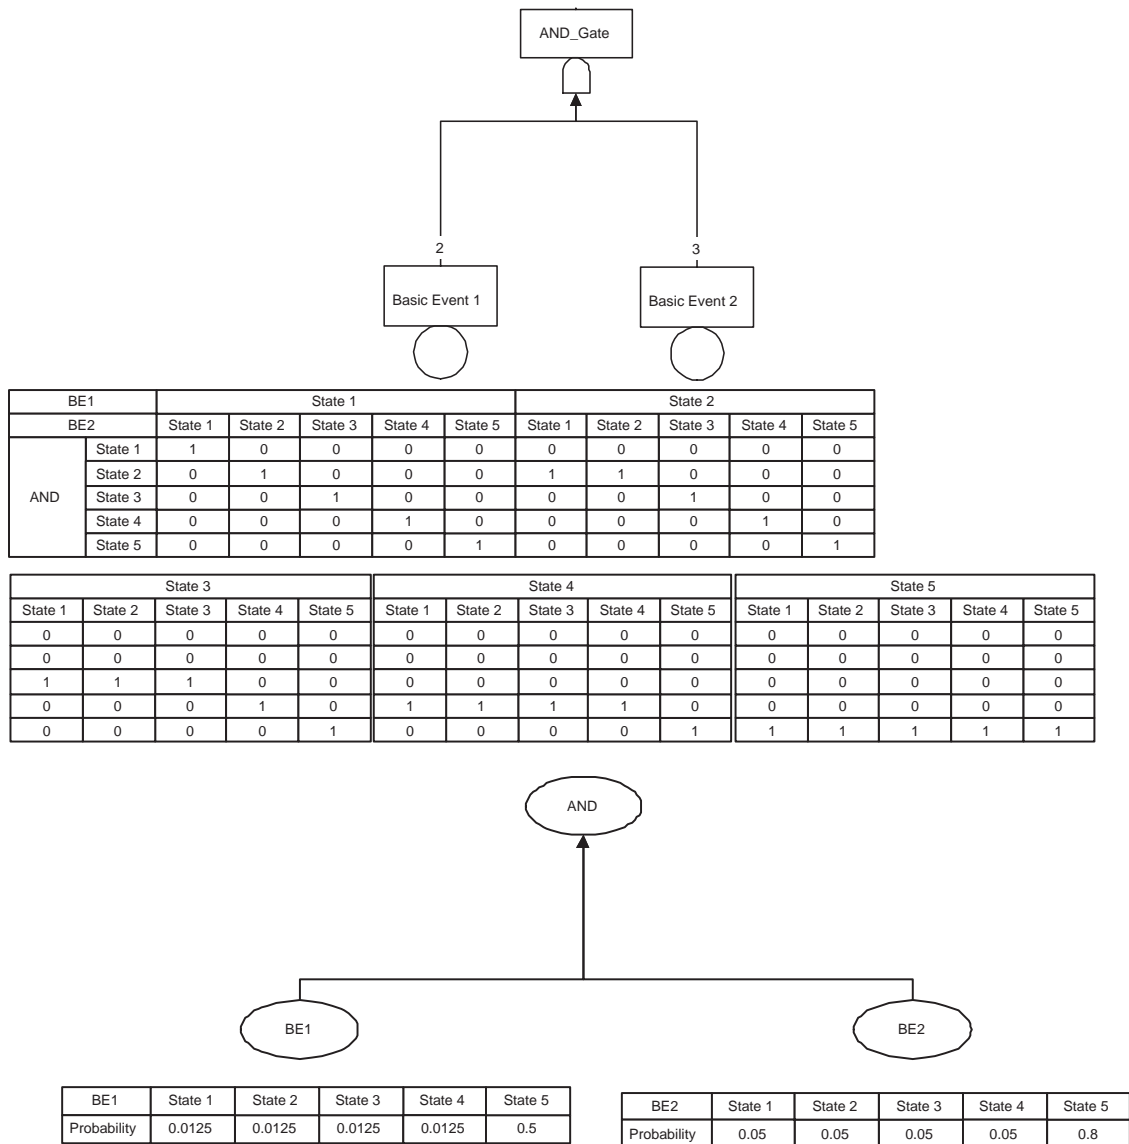 AND_Gate
2 3
Basic Event 1 Basic Event 2
BE1 State 1 State 2
BE2 State 1 State 2 State 3 State 4 State 5 State 1 State 2 State 3 State 4 State 5
State 1 1 0 0 0 0 0 0 0 0 0
State 2 0 1 0 0 0 1 1 0 0 0
AND State 3 0 0 1 0 0 0 0 1 0 0
State 4 0 0 0 1 0 0 0 0 1 0
State 5 0 0 0 0 1 0 0 0 0 1
State 3 State 4 State 5
State 1 State 2 State 3 State 4 State 5 State 1 State 2 State 3 State 4 State 5 State 1 State 2 State 3 State 4 State 5
0 0 0 0 0 0 0 0 0 0 0 0 0 0 0
0 0 0 0 0 0 0 0 0 0 0 0 0 0 0
1 1 1 0 0 0 0 0 0 0 0 0 0 0 0
0 0 0 1 0 1 1 1 1 0 0 0 0 0 0
0 0 0 0 1 0 0 0 0 1 1 1 1 1 1
AND
BE1 BE2
BE1 State 1 State 2 State 3 State 4 State 5
Probability 0.0125 0.0125 0.0125 0.0125 0.5
BE2 State 1 State 2 State 3 State 4 State 5
Probability 0.05 0.05 0.05 0.05 0.8